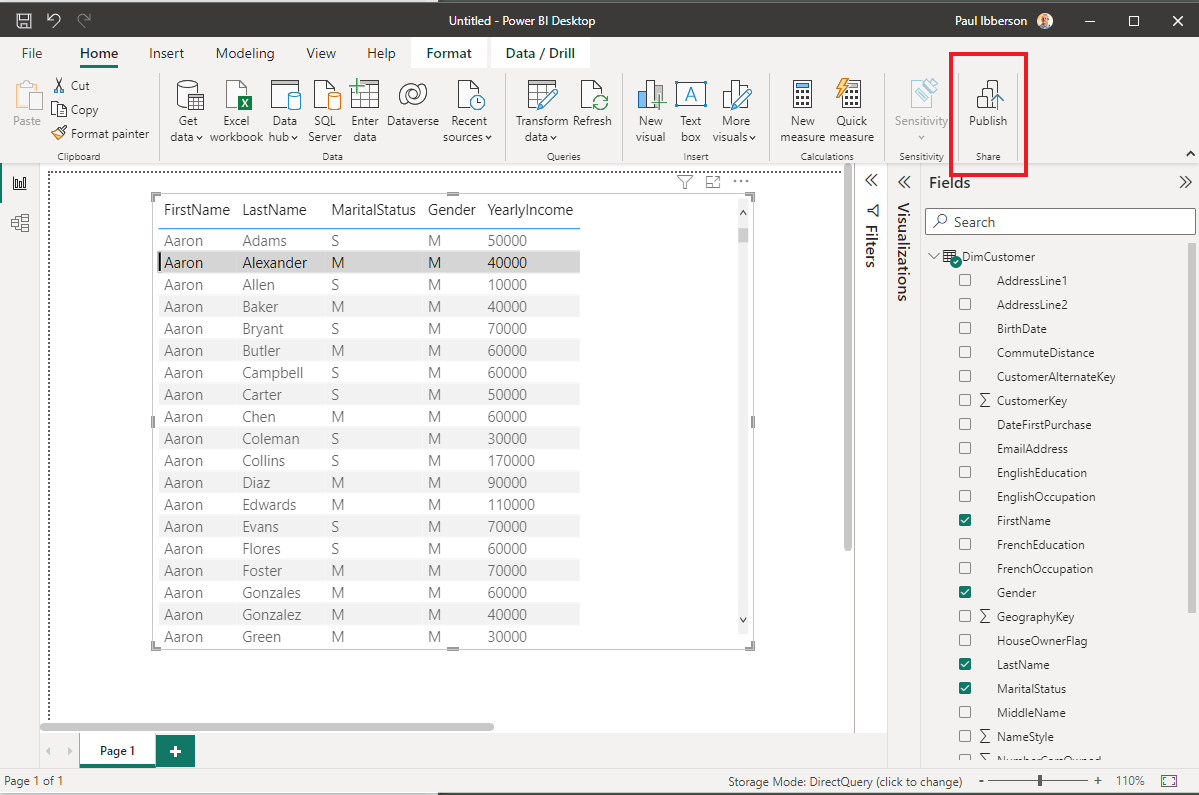 Untitled - Power BI Desktop
Paul Ibberson
File Home Insert Modeling View Help Format Data / Drill
Paste
Cut
Copy
Format painter
Clipboard
Get data
Excel workbook
Data hub
SQL Server
Enter data
Dataverse
Recent sources
Data
Transform data
Refresh
Queries
New visual
Text box
More visuals
Insert
New measure
Quick measure
Calculations
Sensitivity
Sensitivity
Publish
Share
FirstName LastName MaritalStatus Gender YearlyIncome
Aaron Adams S M 50000
Aaron Alexander M M 40000
Aaron Allen S M 10000
Aaron Baker M M 40000
Aaron Bryant S M 70000
Aaron Butler M M 60000
Aaron Campbell S M 60000
Aaron Carter S M 50000
Aaron Chen M M 60000
Aaron Coleman S M 30000
Aaron Collins S M 170000
Aaron Diaz M M 90000
Aaron Edwards M M 110000
Aaron Evans S M 70000
Aaron Flores S M 60000
Aaron Foster M M 70000
Aaron Gonzales M M 60000
Aaron Gonzalez M M 40000
Aaron Green M M 30000
Filters
Visualizations
Fields
Search
DimCustomer
AddressLine1
AddressLine2
BirthDate
CommuteDistance
CustomerAlternateKey
CustomerKey
DateFirstPurchase
EmailAddress
EnglishEducation
EnglishOccupation
FirstName
FrenchEducation
FrenchOccupation
Gender
GeographyKey
HouseOwnerFlag
LastName
MaritalStatus
MiddleName
NameStyle
NumberCarsOwned
Page 1
Page 1 of 1
Storage Mode: DirectQuery (click to change)
- + 110%